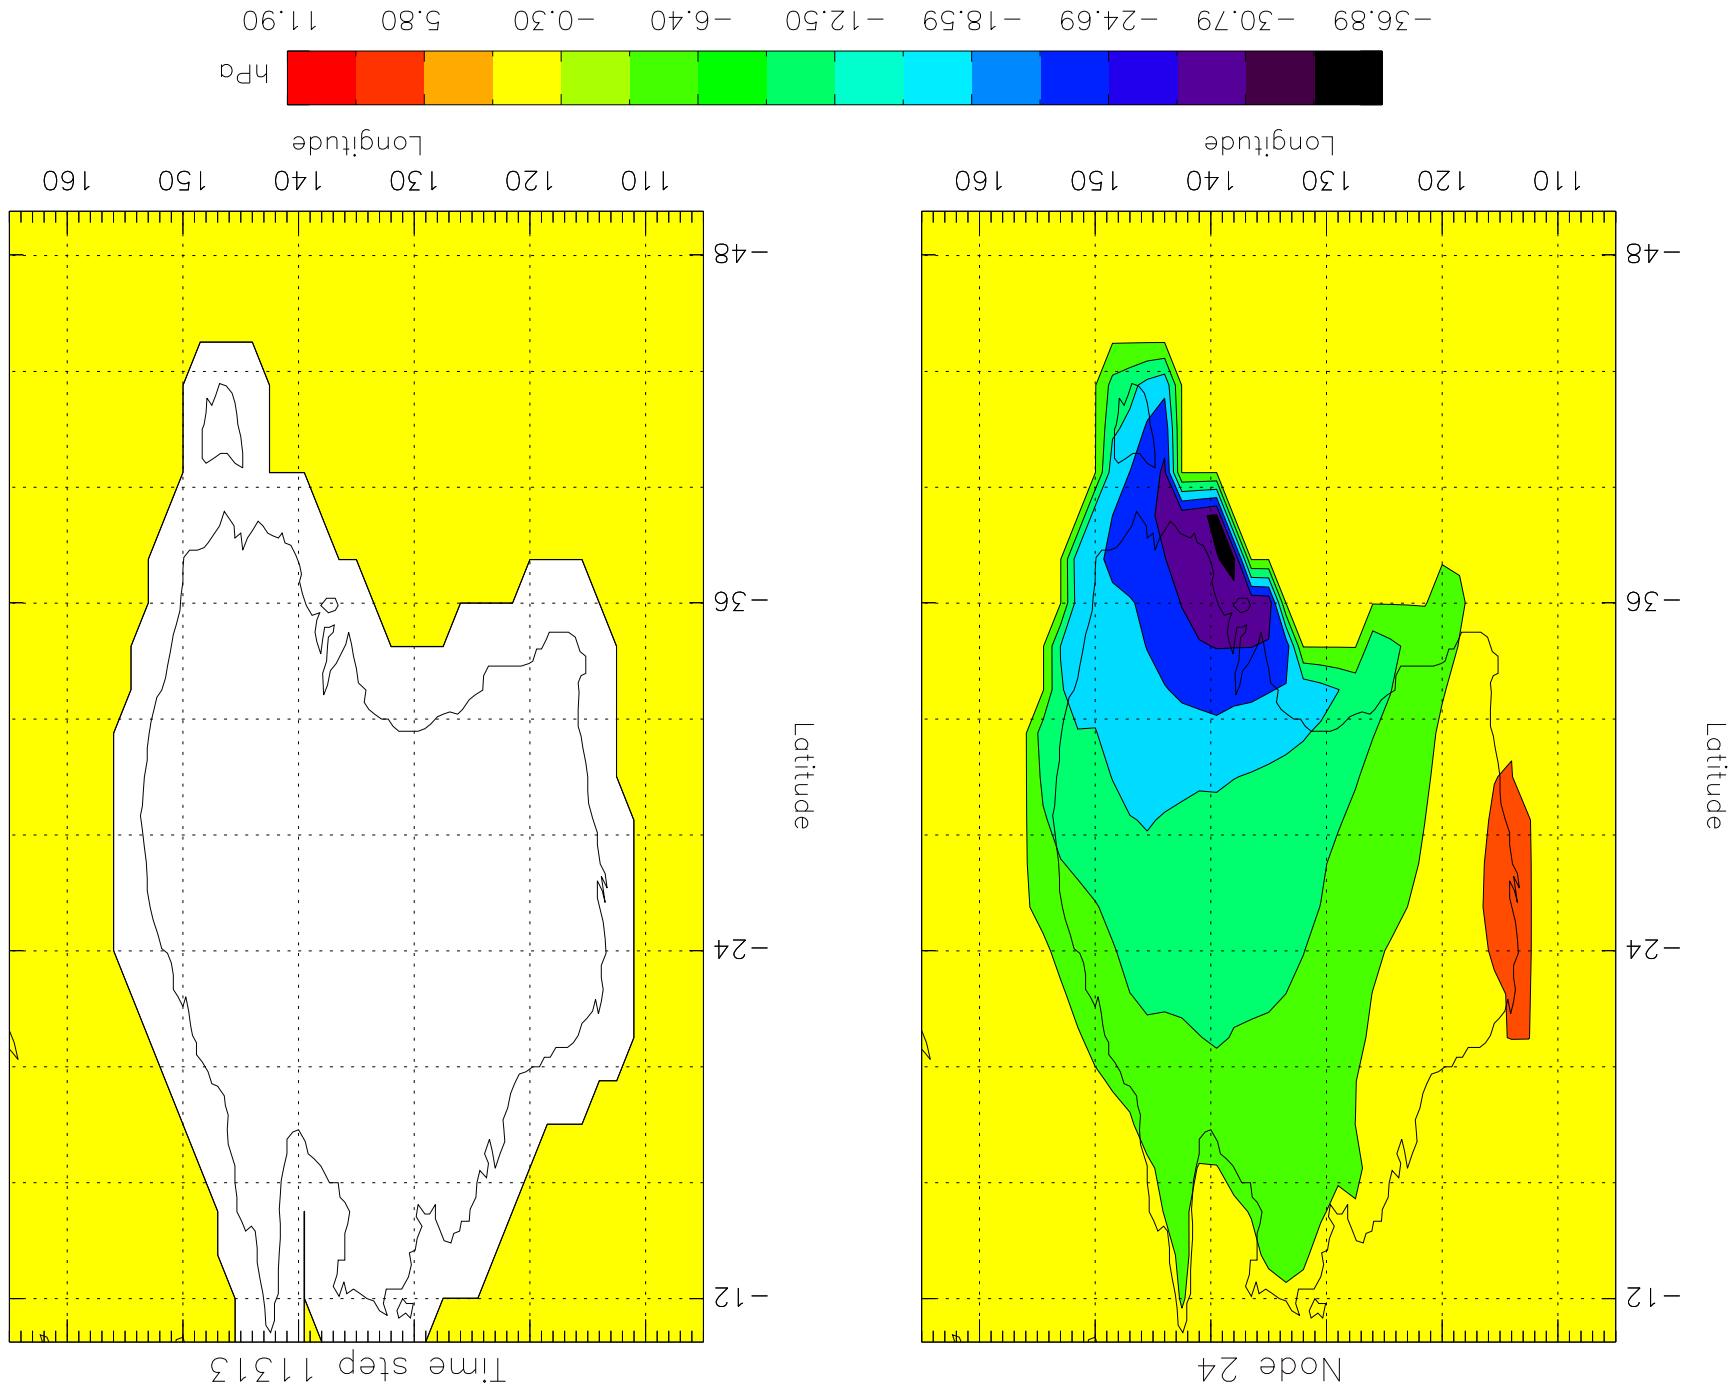 Node 24
Time step 11313
-12
-24
-36
-48
Latitude
110 120 130 140 150 160
Longitude
-12
-24
-36
-48
Latitude
110 120 130 140 150 160
Longitude
hPa
-36.89 -30.79 -24.69 -18.59 -12.50 -6.40 -0.30 5.80 11.90